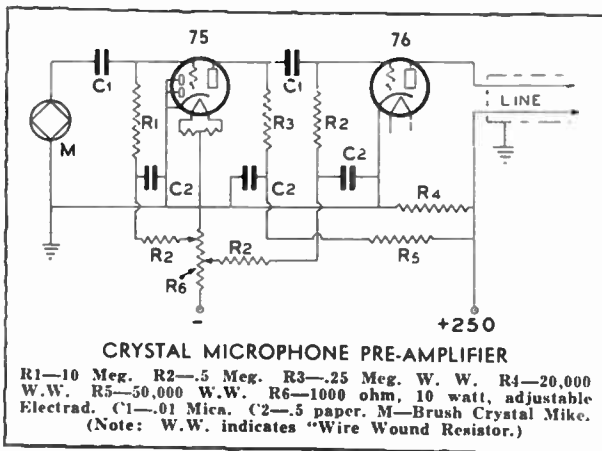 75
76
C1
C1
LINE
M
R1
R3
R2
C2
C2
C2
R4
R2
R2
R5
R6
-
+250
CRYSTAL MICROPHONE PRE-AMPLIFIER
R1—10 Meg. R2—.5 Meg. R3—.25 Meg. W. W. R4—20,000
W.W. R5—50,000 W.W. R6—1000 ohm, 10 watt, adjustable
Electrad. C1—.01 Mica. C2—.5 paper. M—Brush Crystal Mike.
(Note: W.W. indicates "Wire Wound Resistor.)